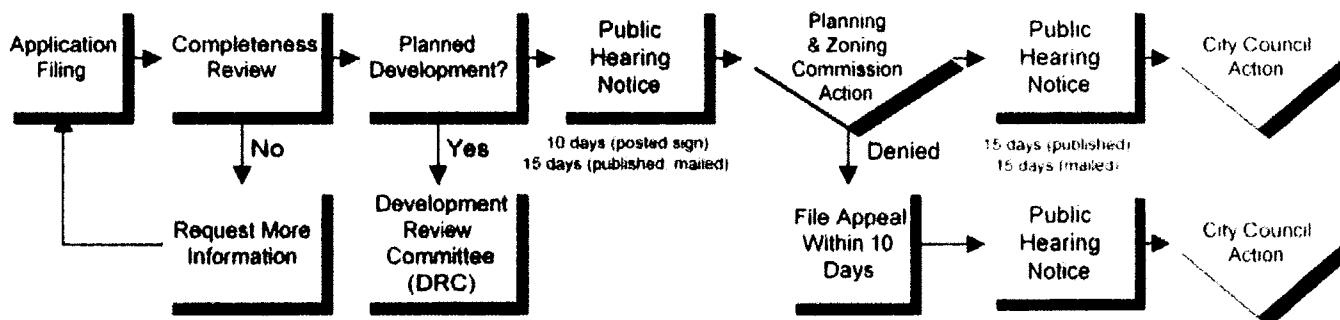 Application
Filing
Completeness
Review
Planned
Development?
Public
Hearing
Notice
Planning
& Zoning
Commission
Action
Public
Hearing
Notice
City Council
Action
10 days (posted sign)
15 days (published, mailed)
15 days (published)
15 days (mailed)
No
Yes
Denied
Request More
Information
Development
Review
Committee
(DRC)
File Appeal
Within 10
Days
Public
Hearing
Notice
City Council
Action